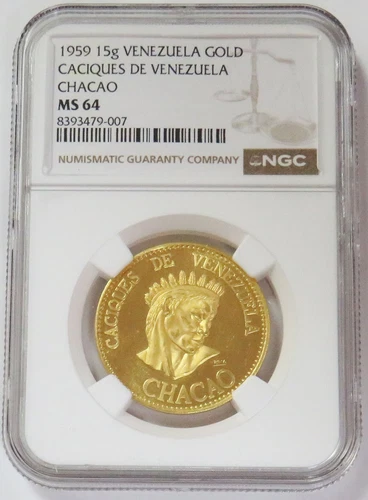 1959 15g VENEZUELA GOLD
CACIQUES DE VENEZUELA
CHACAO
MS 64
8393479-007
NUMISMATIC GUARANTY COMPANY NGC
CACIQUES DE VENEZUELA
CHACAO